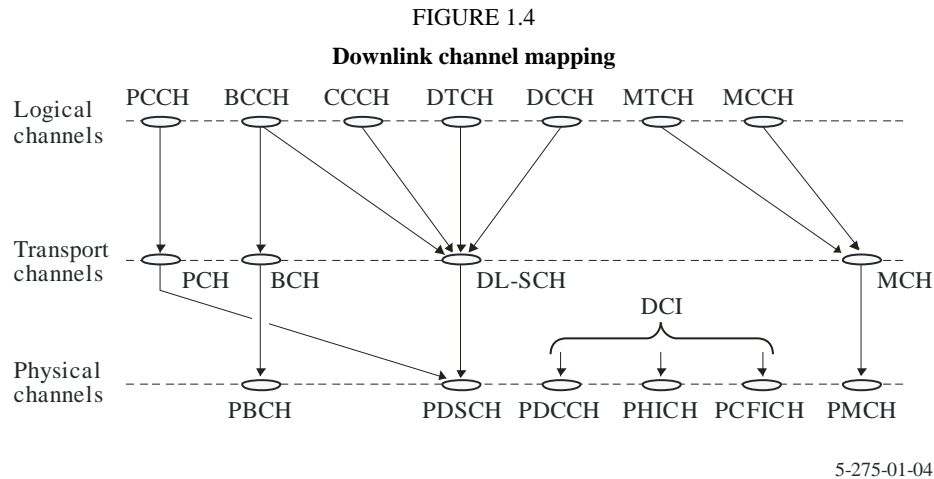 FIGURE 1.4
Downlink channel mapping
Logical
channels
PCCH BCCH CCCH DTCH DCCH MTCH MCCH
Transport
channels
PCH BCH DL-SCH MCH
DCI
Physical
channels
PBCH PDSCH PDCCH PHICH PCFICH PMCH
5-275-01-04